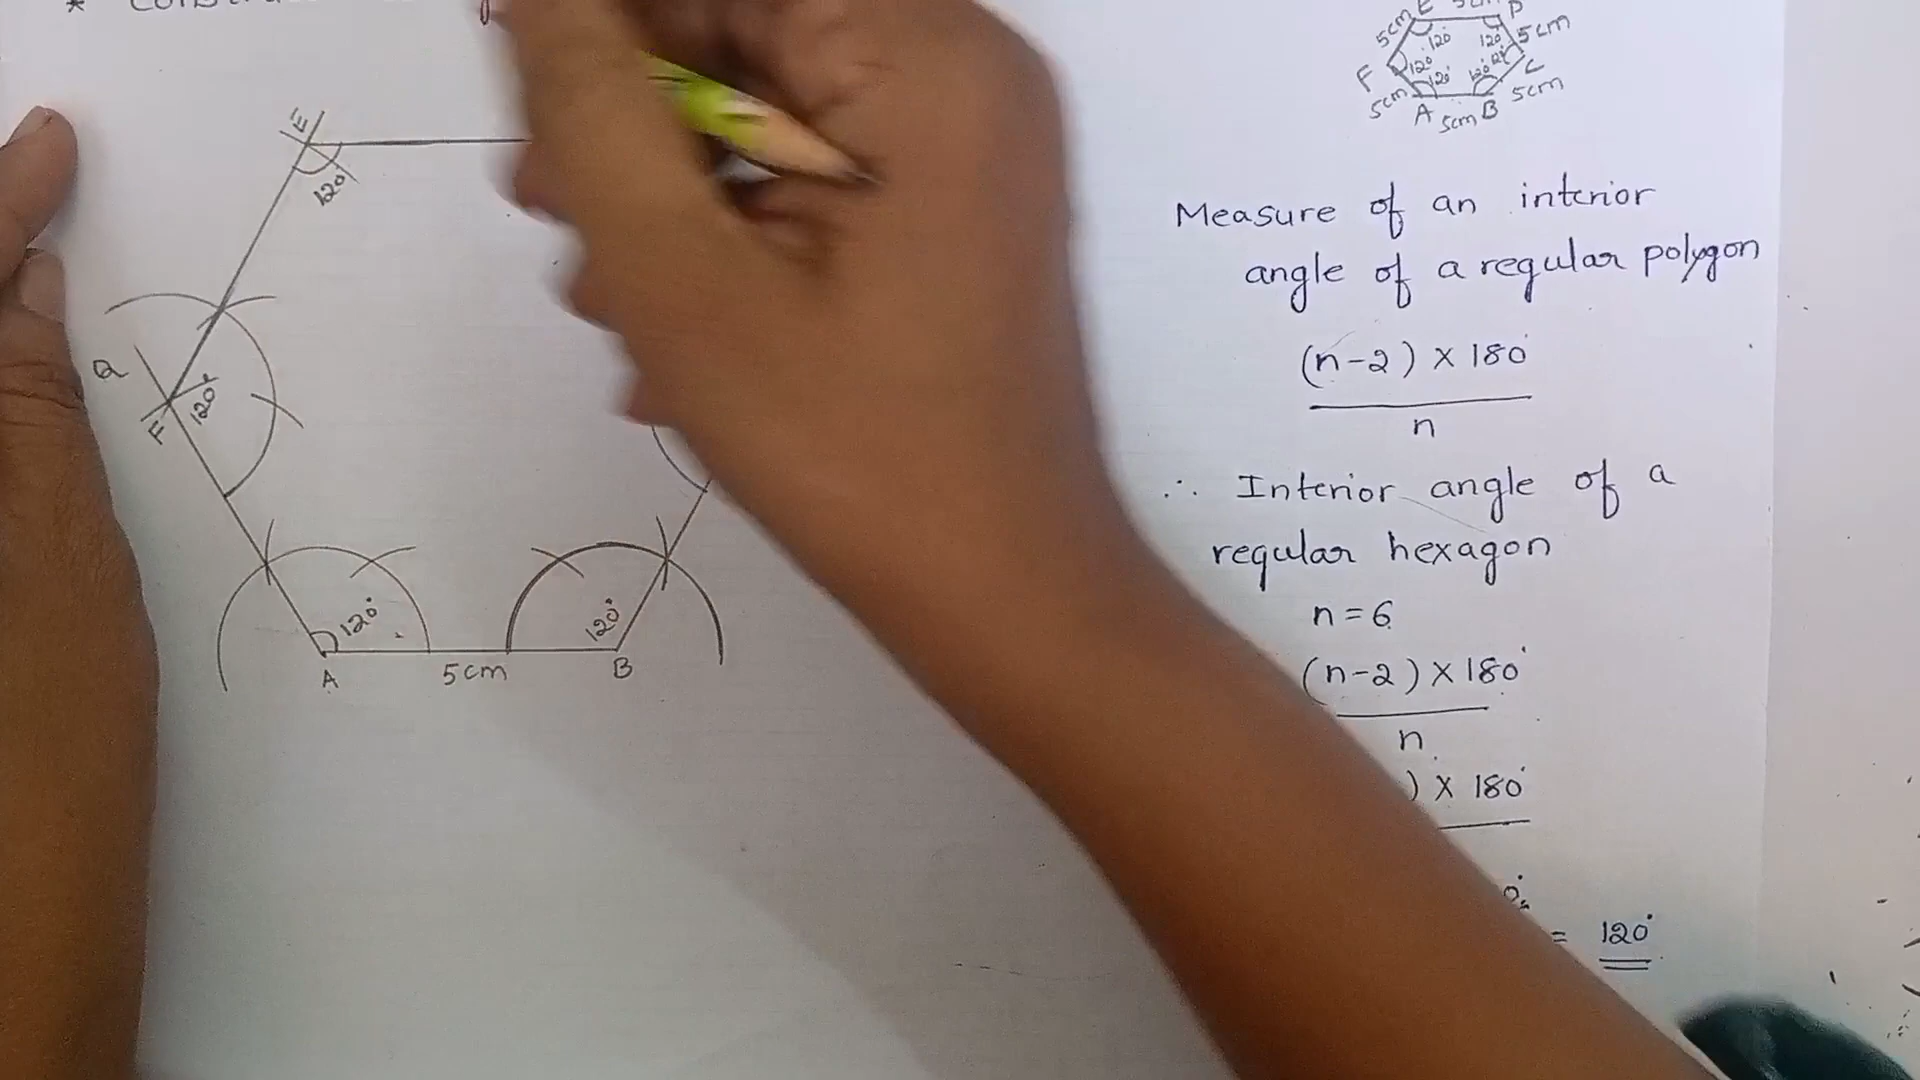 *
E 5cm
5cm
5cm
120°
120°
F
120°
120°
120°
C
5cm
A
B
5cm
5cm
E
120°
Q
F
120°
120°
120°
A
5cm
B
Measure of an interior
angle of a regular polygon
(n-2) × 180°
n
∴ Interior angle of a
regular hexagon
n = 6
(n-2) × 180°
n
) × 180°
= 120°